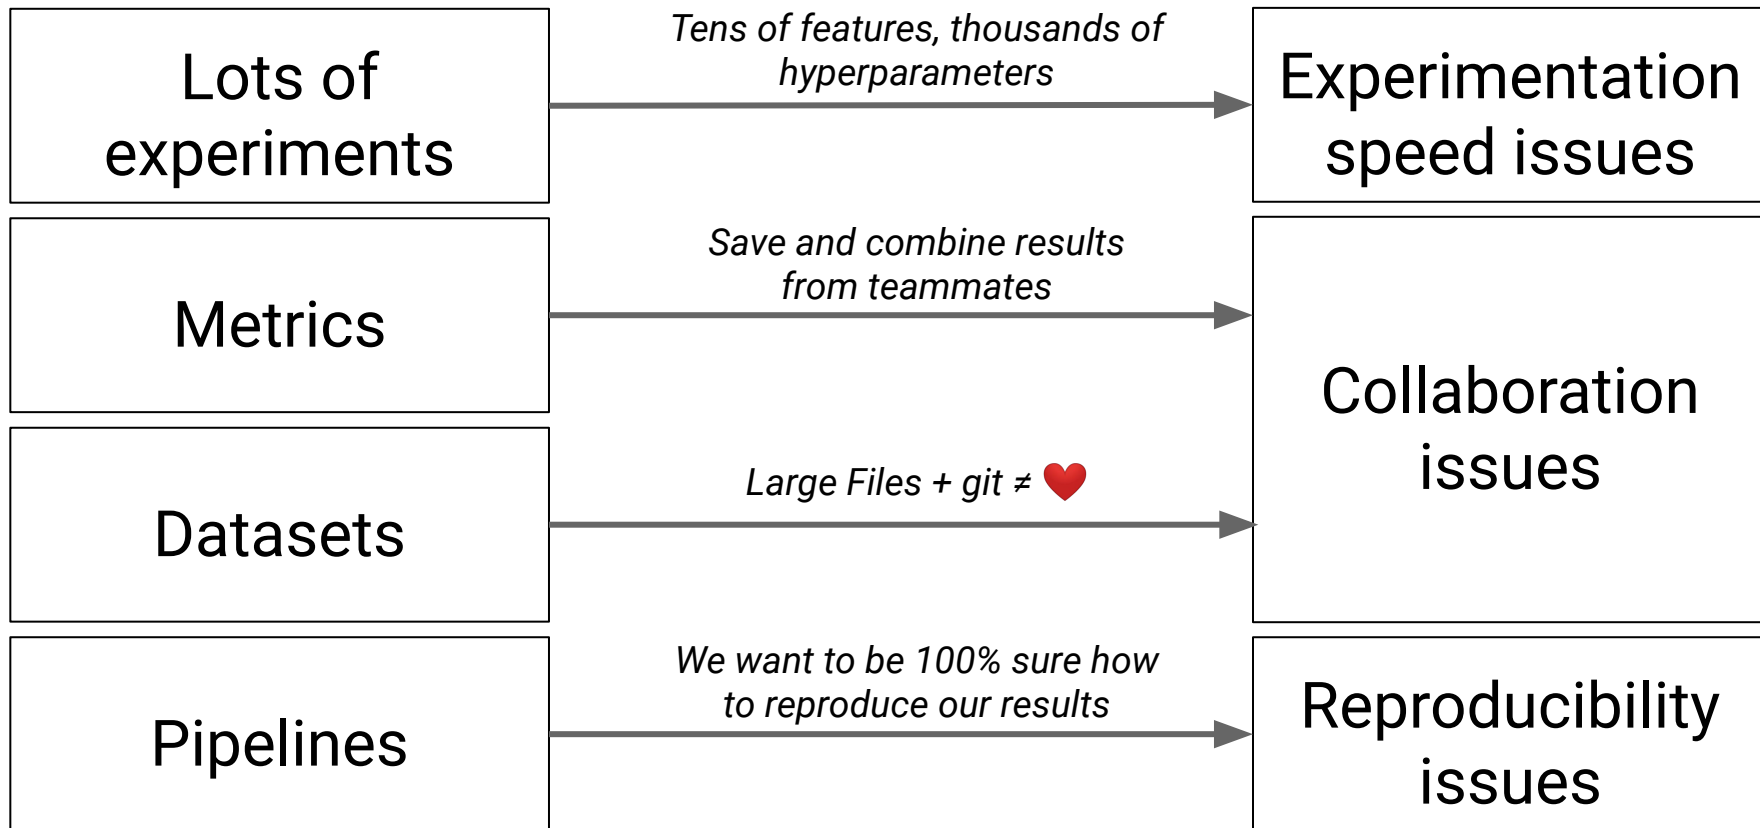 Lots of
experiments
Tens of features, thousands of
hyperparameters
Experimentation
speed issues
Metrics
Save and combine results
from teammates
Collaboration
issues
Datasets
Large Files + git ≠ ❤️
Pipelines
We want to be 100% sure how
to reproduce our results
Reproducibility
issues